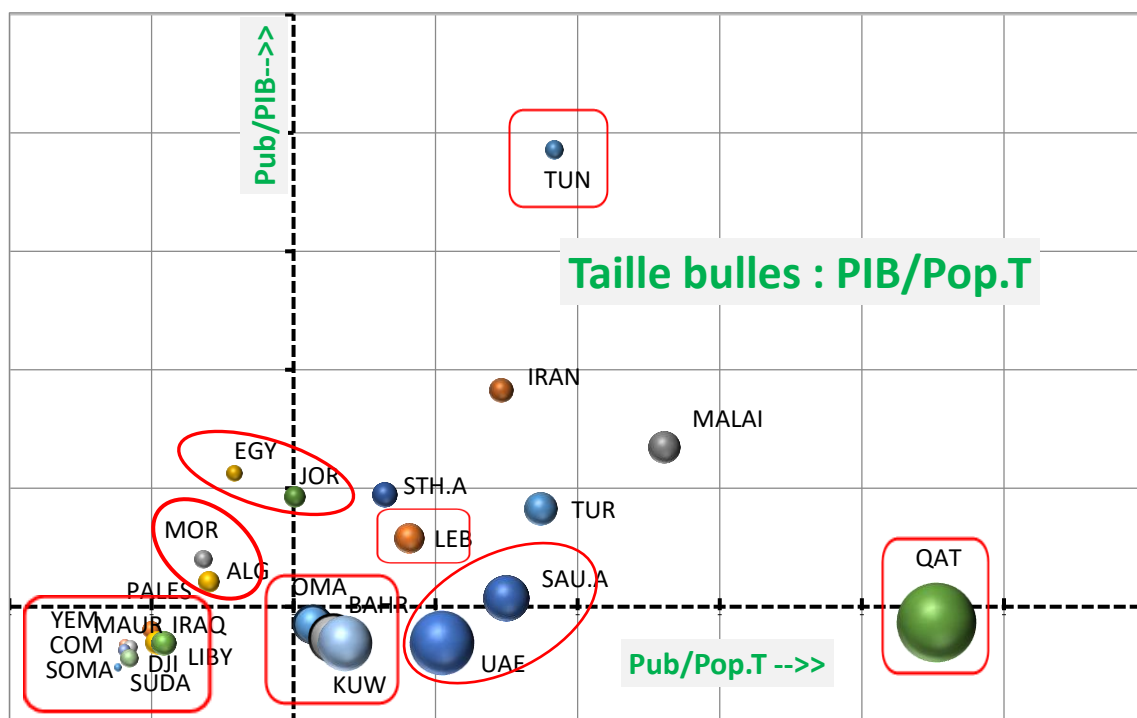 Pub/PIB-->>
TUN
Taille bulles : PIB/Pop.T
IRAN
MALAI
EGY
JOR
STH.A
TUR
MOR
LEB
QAT
ALG
SAU.A
PALES
OMA
BAHR
YEM
MAUR
IRAQ
COM
LIBY
UAE
Pub/Pop.T -->>
SOMA
DJI
SUDA
KUW